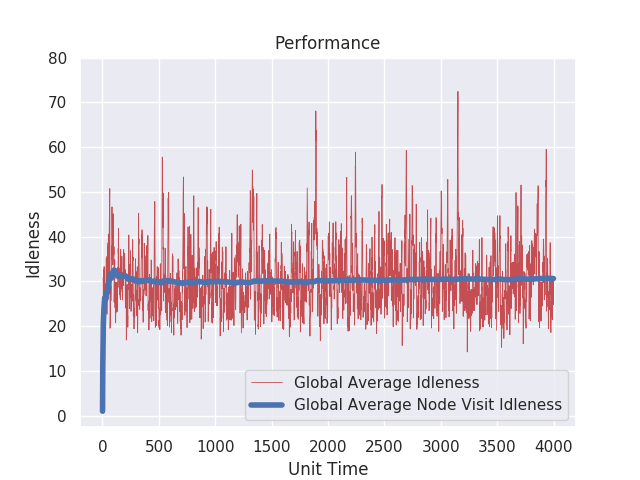 Performance
80
70
60
50
40
30
20
10
0
Idleness
0 500 1000 1500 2000 2500 3000 3500 4000
Unit Time
Global Average Idleness
Global Average Node Visit Idleness